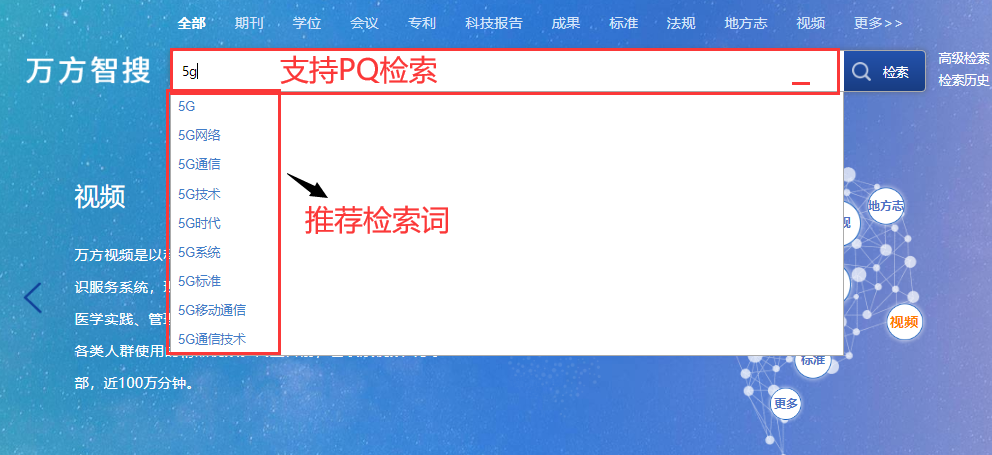 全部 期刊 学位 会议 专利 科技报告 成果 标准 法规 地方志 视频 更多>>
万方智搜 5g 支持PQ检索 检索 高级检索
检索历史
5G
5G网络
5G通信
5G技术
5G时代
5G系统
5G标准
5G移动通信
5G通信技术
推荐检索词
视频
万方视频是以
识服务系统,
医学实践、管
各类人群使用
部，近100万分钟。
地方志
视频
标准
更多